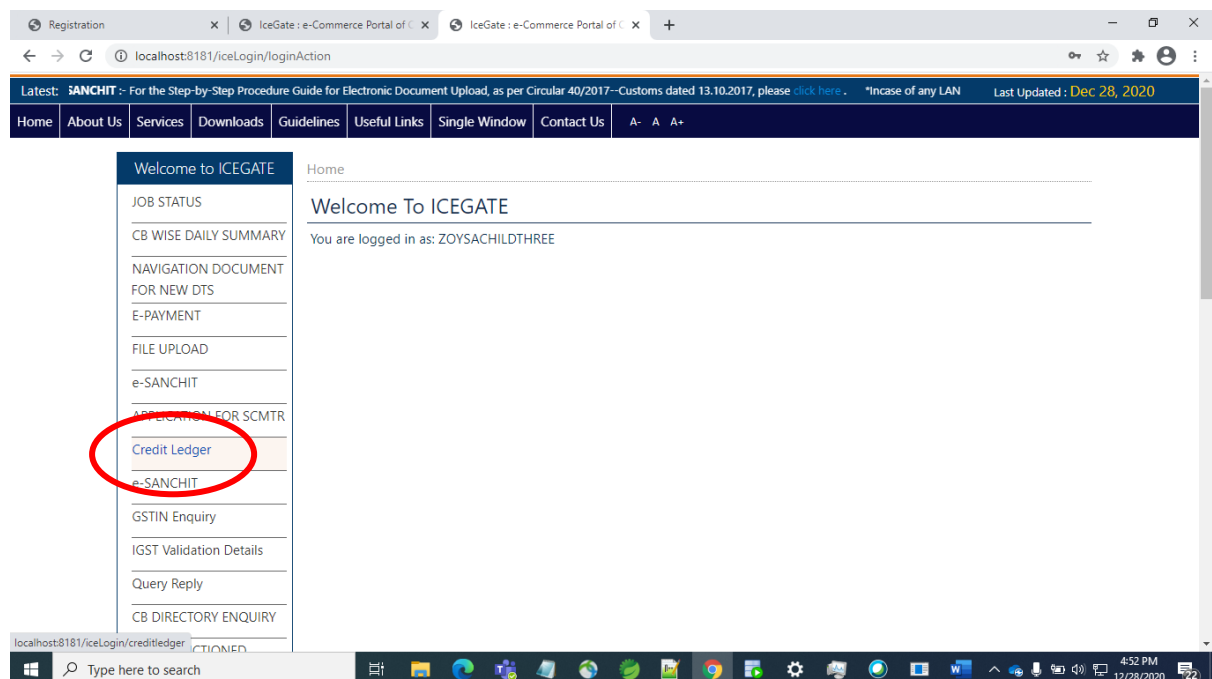 Registration
IceGate : e-Commerce Portal of C
IceGate : e-Commerce Portal of C
localhost:8181/iceLogin/loginAction
Latest: SANCHIT :- For the Step-by-Step Procedure Guide for Electronic Document Upload, as per Circular 40/2017--Customs dated 13.10.2017, please click here . *Incase of any LAN Last Updated : Dec 28, 2020
Home About Us Services Downloads Guidelines Useful Links Single Window Contact Us A- A A+
Welcome to ICEGATE
Home
JOB STATUS
Welcome To ICEGATE
CB WISE DAILY SUMMARY
You are logged in as: ZOYSACHILDTHREE
NAVIGATION DOCUMENT
FOR NEW DTS
E-PAYMENT
FILE UPLOAD
e-SANCHIT
APPLICATION FOR SCMTR
Credit Ledger
e-SANCHIT
GSTIN Enquiry
IGST Validation Details
Query Reply
CB DIRECTORY ENQUIRY
localhost:8181/iceLogin/creditledger
CTIONED
Type here to search
4:52 PM
12/28/2020
22